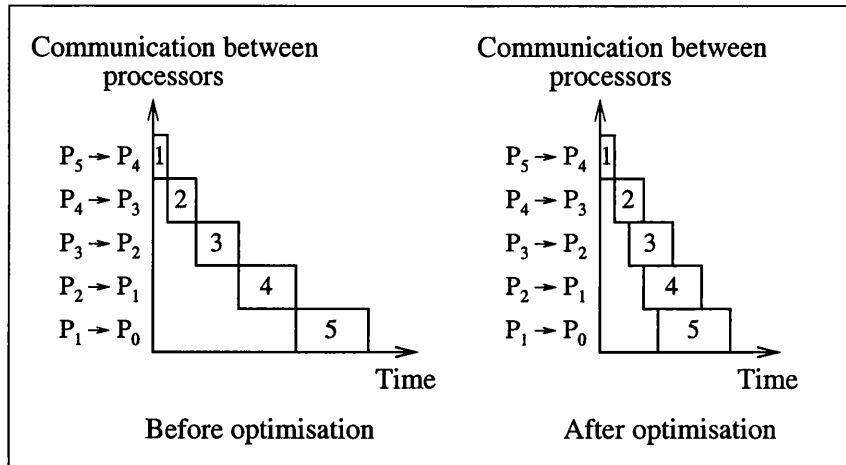 Communication between
processors
P₅ → P₄ 1
P₄ → P₃ 2
P₃ → P₂ 3
P₂ → P₁ 4
P₁ → P₀ 5
Time
Before optimisation
Communication between
processors
P₅ → P₄ 1
P₄ → P₃ 2
P₃ → P₂ 3
P₂ → P₁ 4
P₁ → P₀ 5
Time
After optimisation